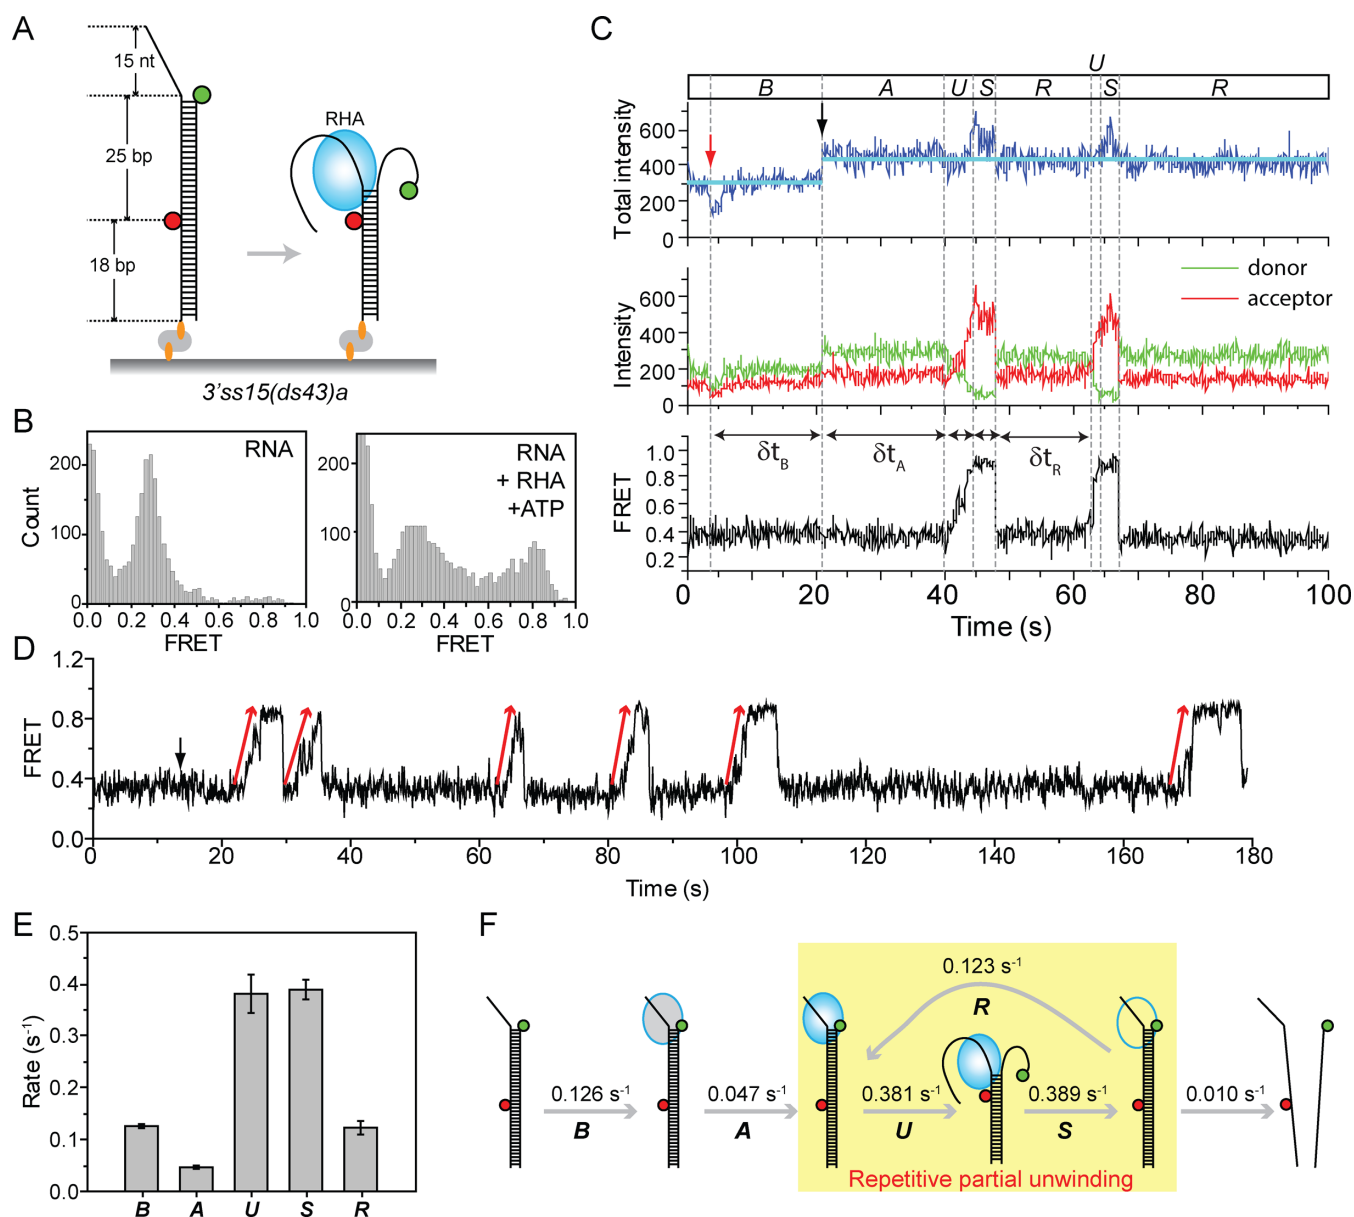 A
15 nt
25 bp
18 bp
RHA
3'ss15(ds43)a
B
RNA
Count
200
100
0
0.0 0.2 0.4 0.6 0.8 1.0
FRET
RNA
+ RHA
+ATP
200
100
0
0.0 0.2 0.4 0.6 0.8 1.0
FRET
C
U
B A U S R S R
Total intensity
600
400
200
0
donor
acceptor
Intensity
600
400
200
0
δtB δtA δtR
FRET
1.0
0.8
0.6
0.4
0.2
0 20 40 60 80 100
Time (s)
D
FRET
1.2
0.8
0.4
0.0
0 20 40 60 80 100 120 140 160 180
Time (s)
E
Rate (s-1)
0.5
0.4
0.3
0.2
0.1
0.0
B A U S R
F
0.123 s-1
R
0.126 s-1 0.047 s-1 0.381 s-1 0.389 s-1 0.010 s-1
B A U S
Repetitive partial unwinding